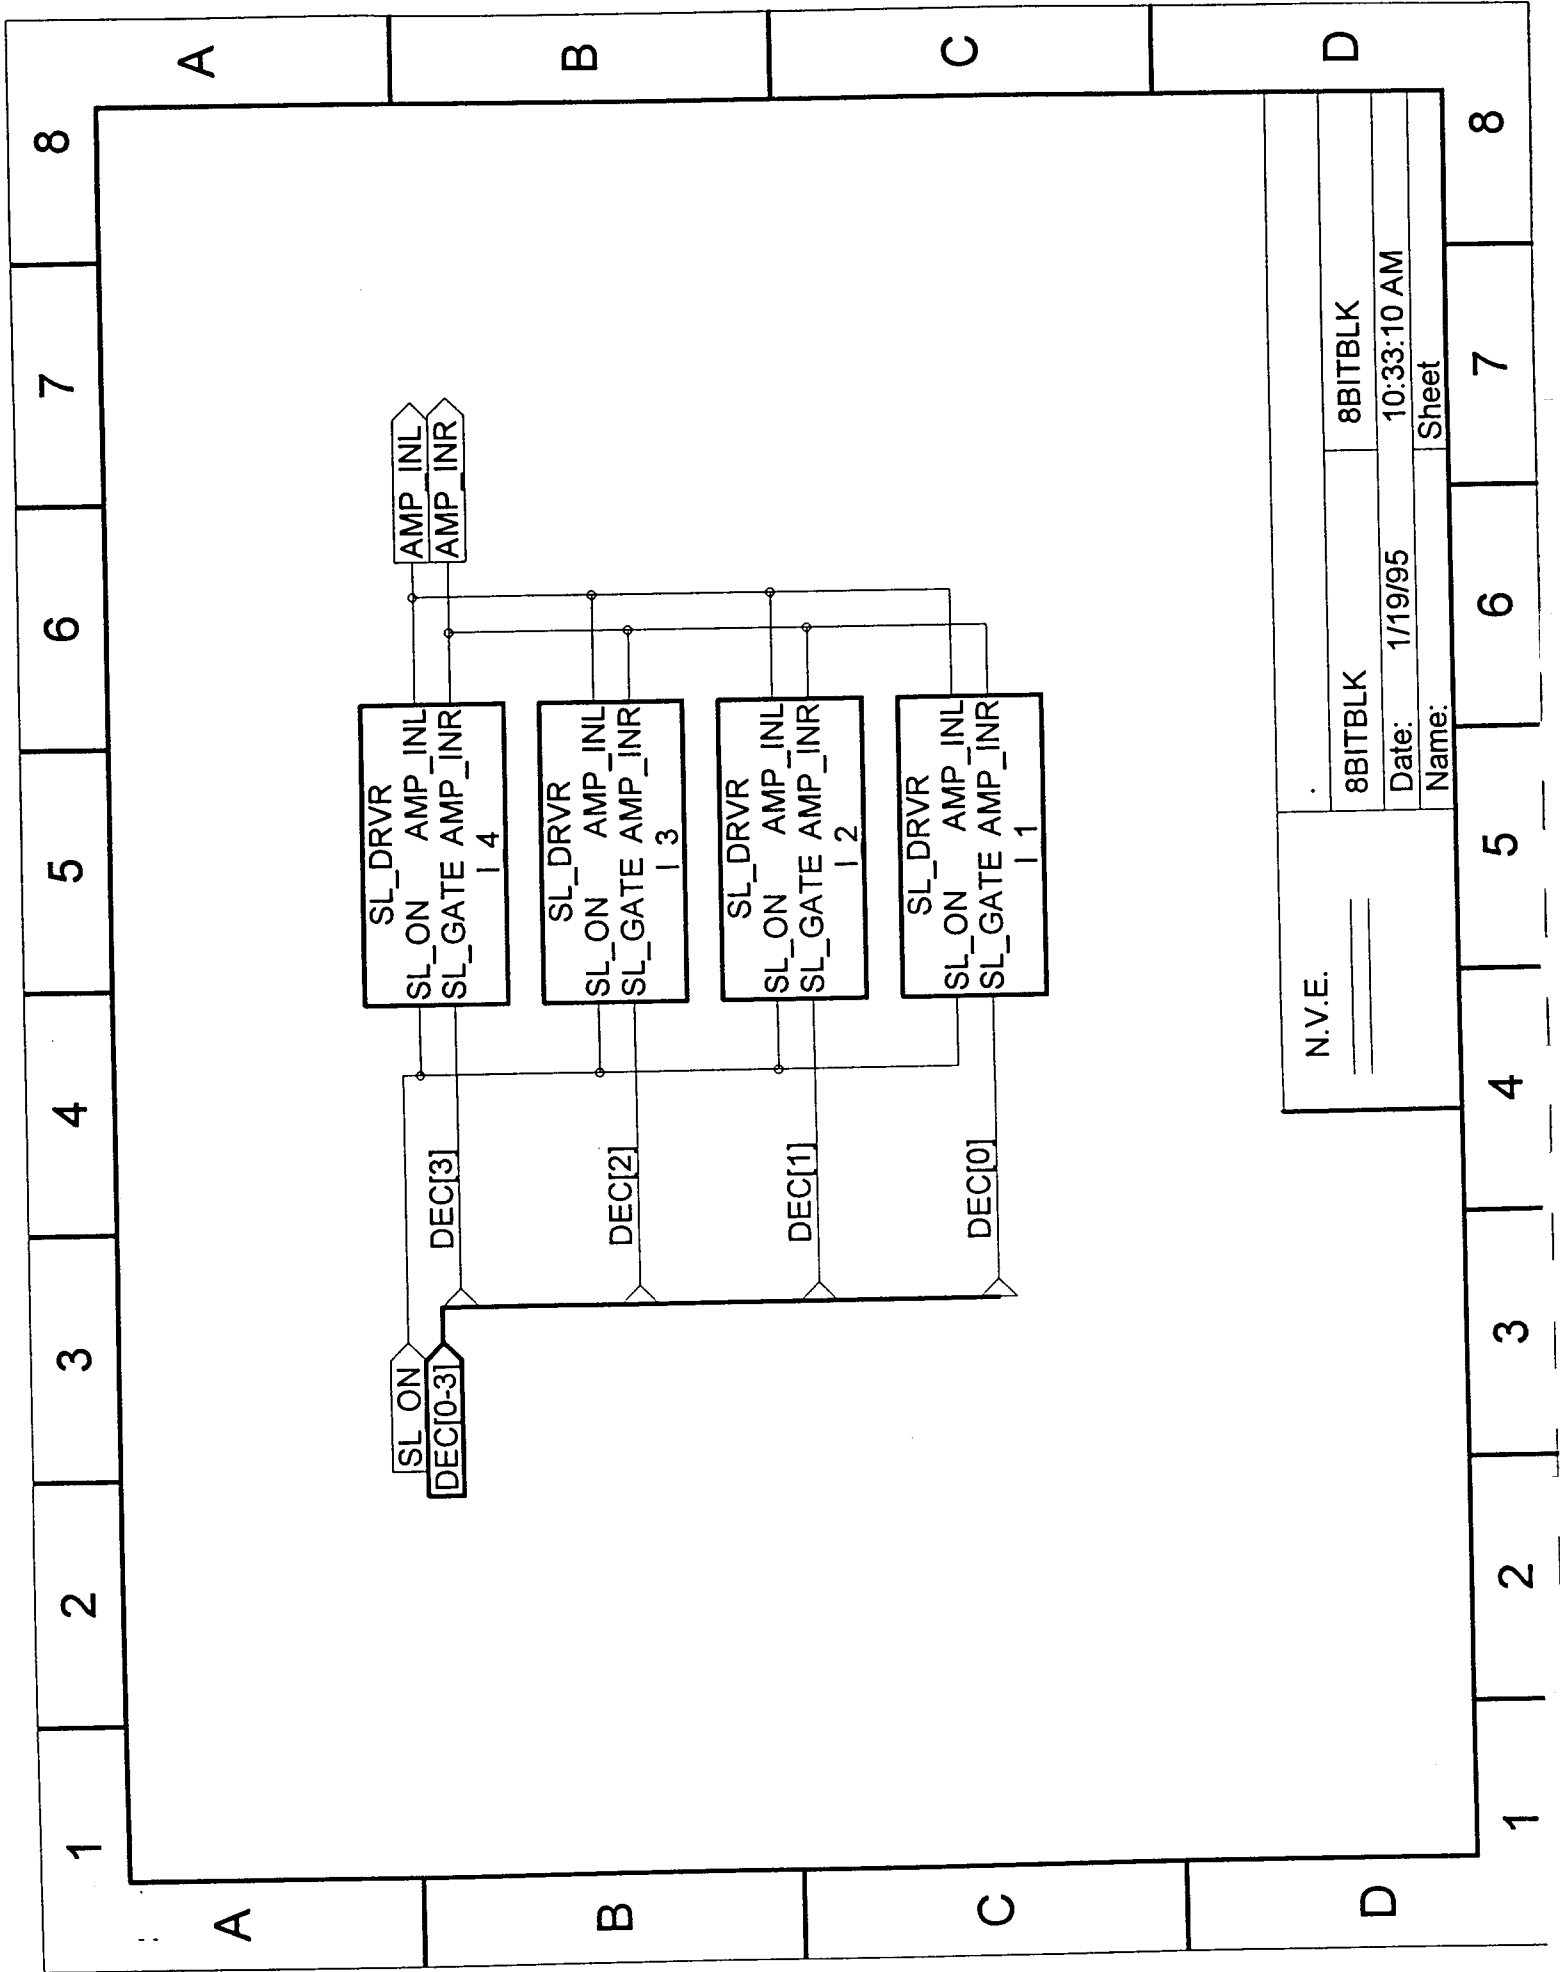 1 2 3 4 5 6 7 8
A A
SL_ON
DEC[0-3]
AMP_INL
AMP_INR
DEC[3]
SL_DRVR
SL_ON AMP_INL
SL_GATE AMP_INR
I 4
B B
DEC[2]
SL_DRVR
SL_ON AMP_INL
SL_GATE AMP_INR
I 3
DEC[1]
SL_DRVR
SL_ON AMP_INL
SL_GATE AMP_INR
I 2
C C
DEC[0]
SL_DRVR
SL_ON AMP_INL
SL_GATE AMP_INR
I 1
D D
N.V.E.
8BITBLK 8BITBLK
Date: 1/19/95 10:33:10 AM
Name: Sheet
1 2 3 4 5 6 7 8